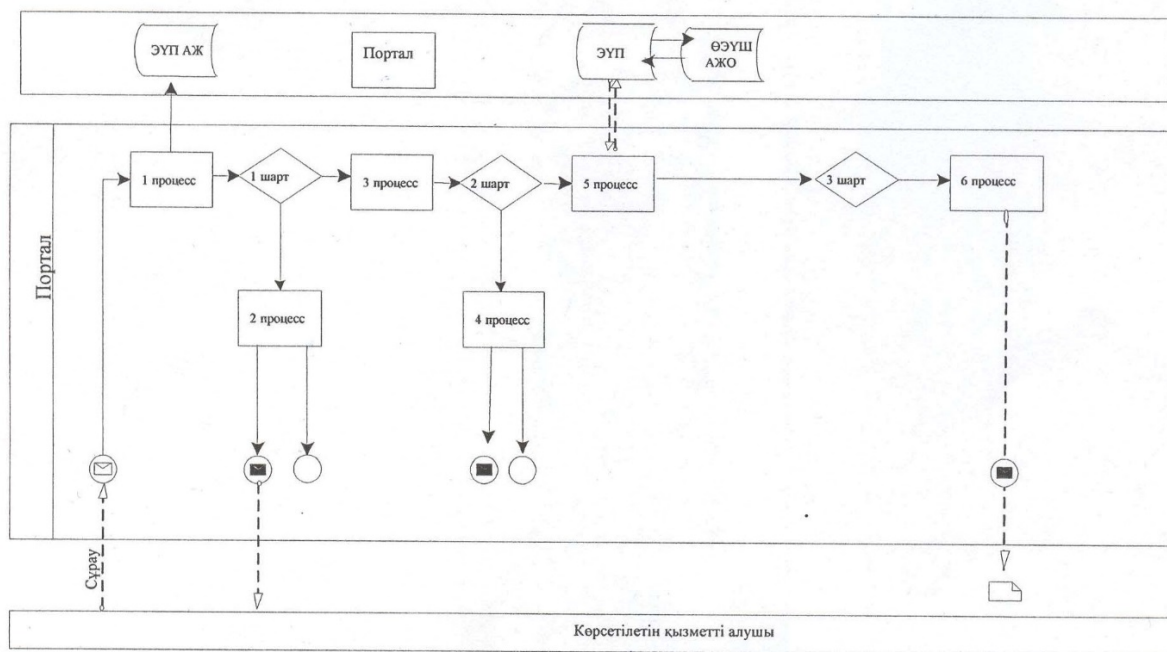 ЭҮП АЖ
Портал
ЭҮП
ӨЭҮШ
АЖО
Портал
1 процесс
1 шарт
3 процесс
2 шарт
5 процесс
3 шарт
6 процесс
2 процесс
4 процесс
Сұрау
Көрсетілетін қызметті алушы